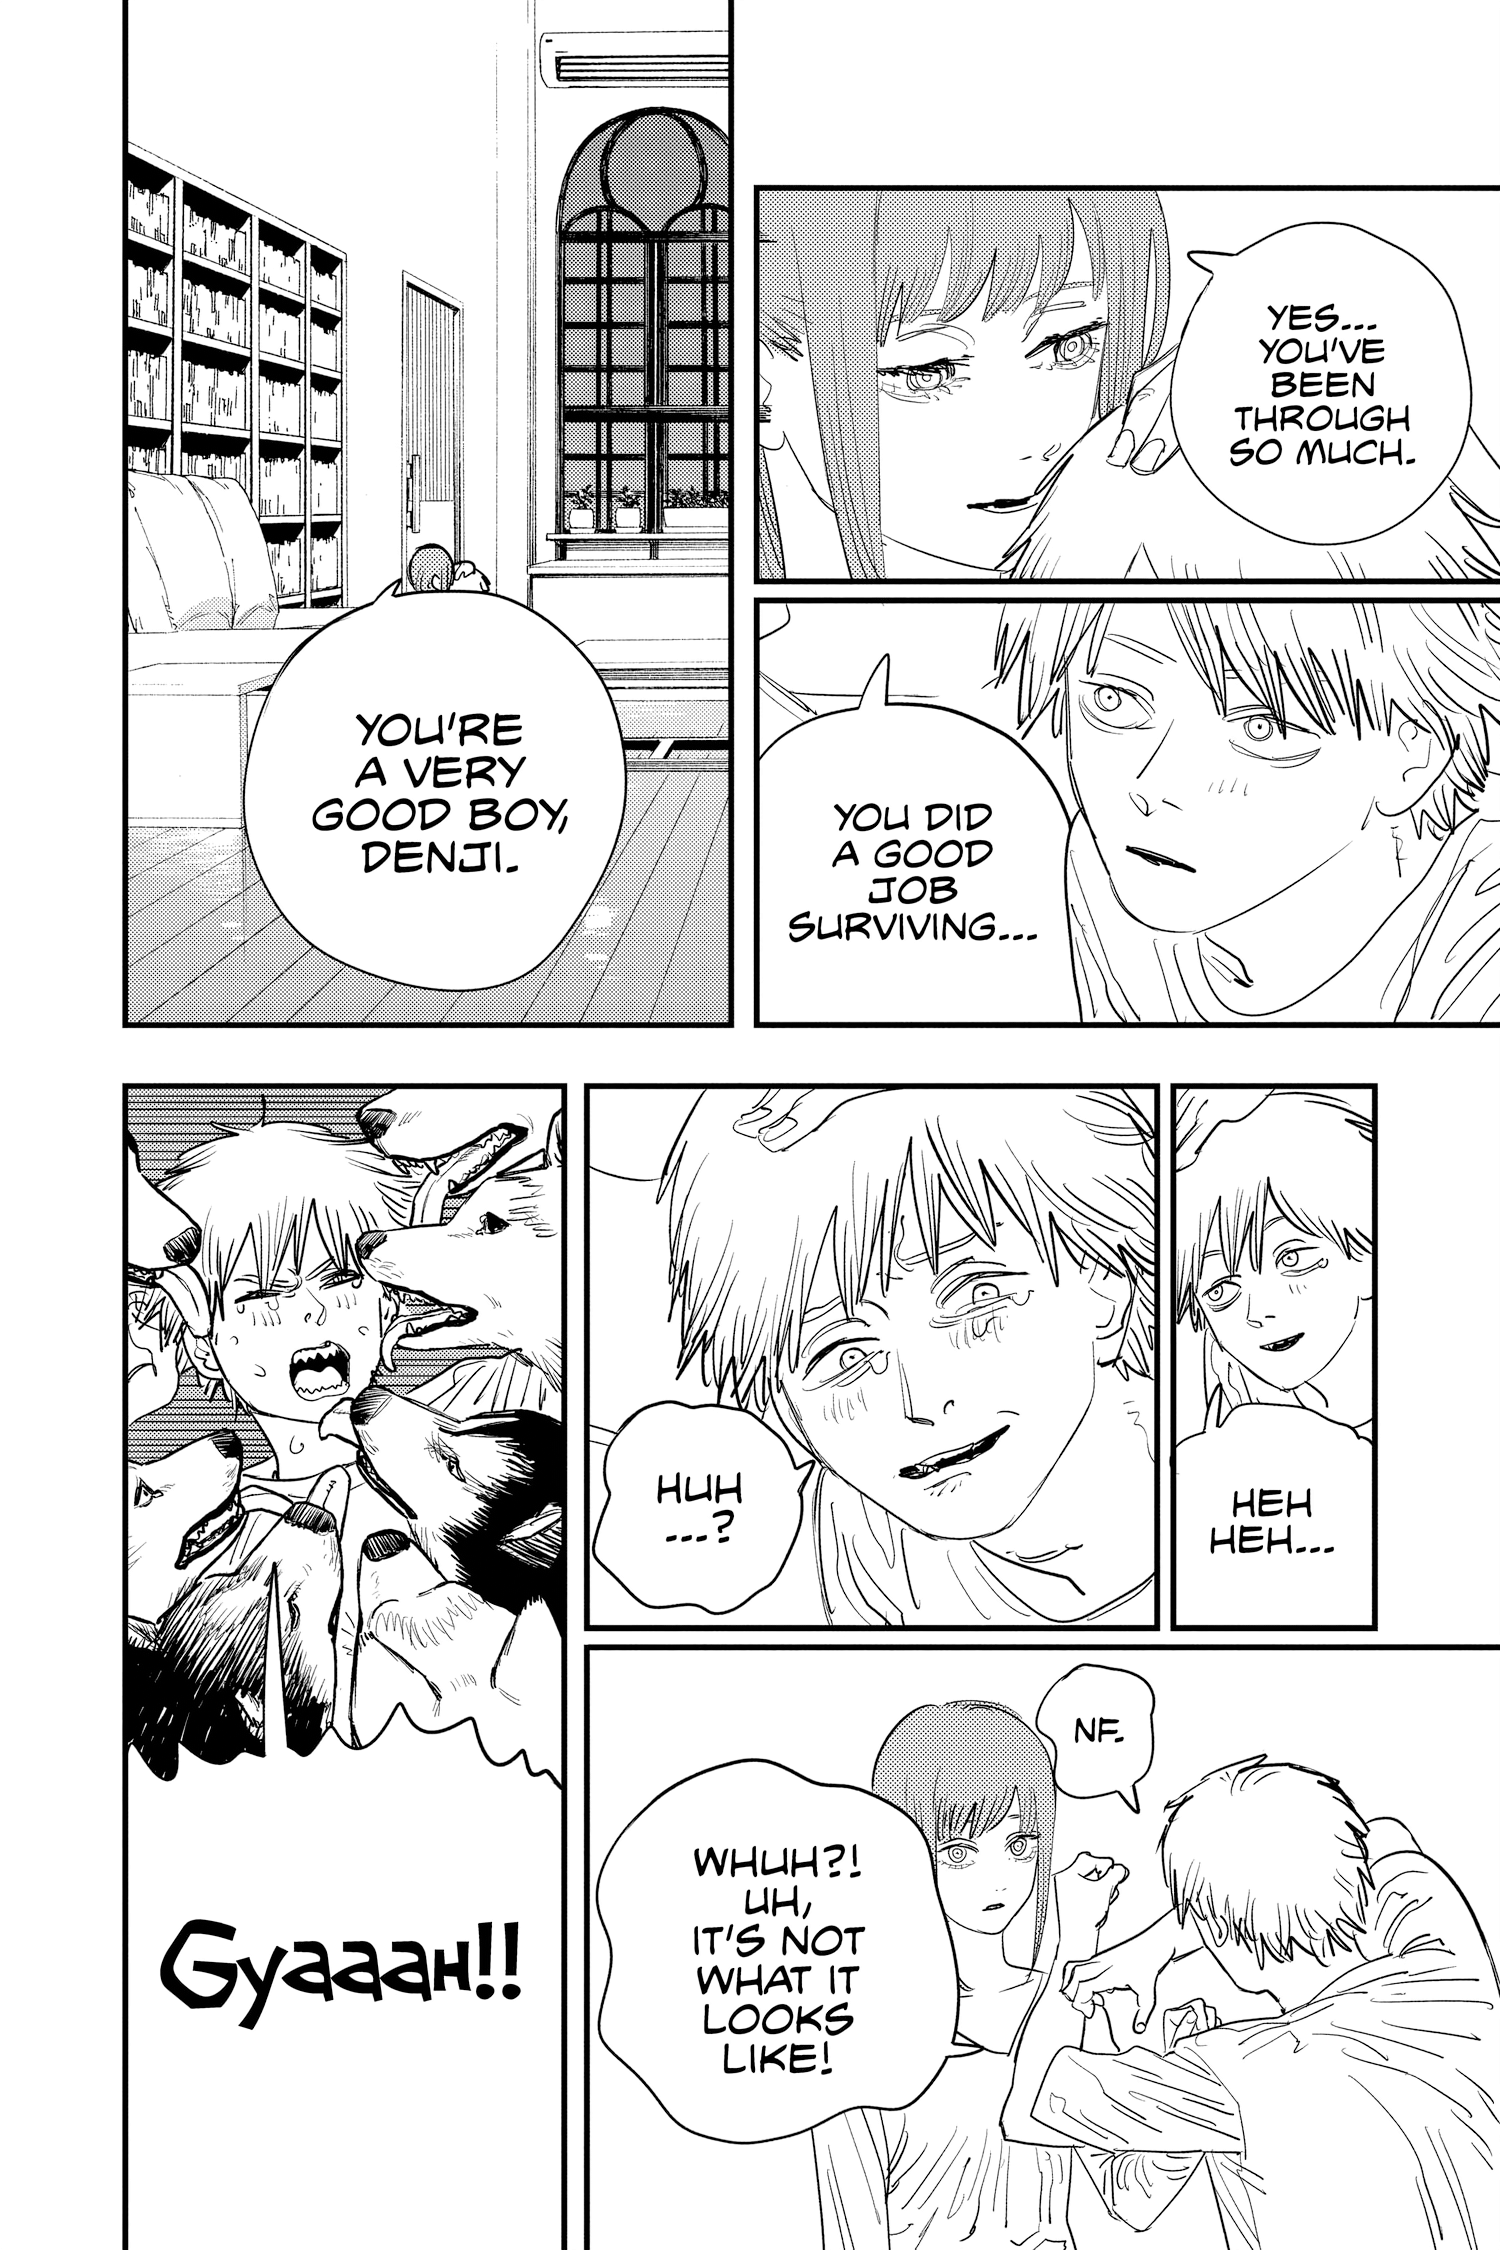 YES...
YOU'VE
BEEN
THROUGH
SO MUCH.
YOU DID
A GOOD
JOB
SURVIVING...
YOU'RE
A VERY
GOOD BOY,
DENJI.
HEH
HEH...
HUH
...?
NF.
WHUH?!
UH,
IT'S NOT
WHAT IT
LOOKS
LIKE!
GYAAAH!!